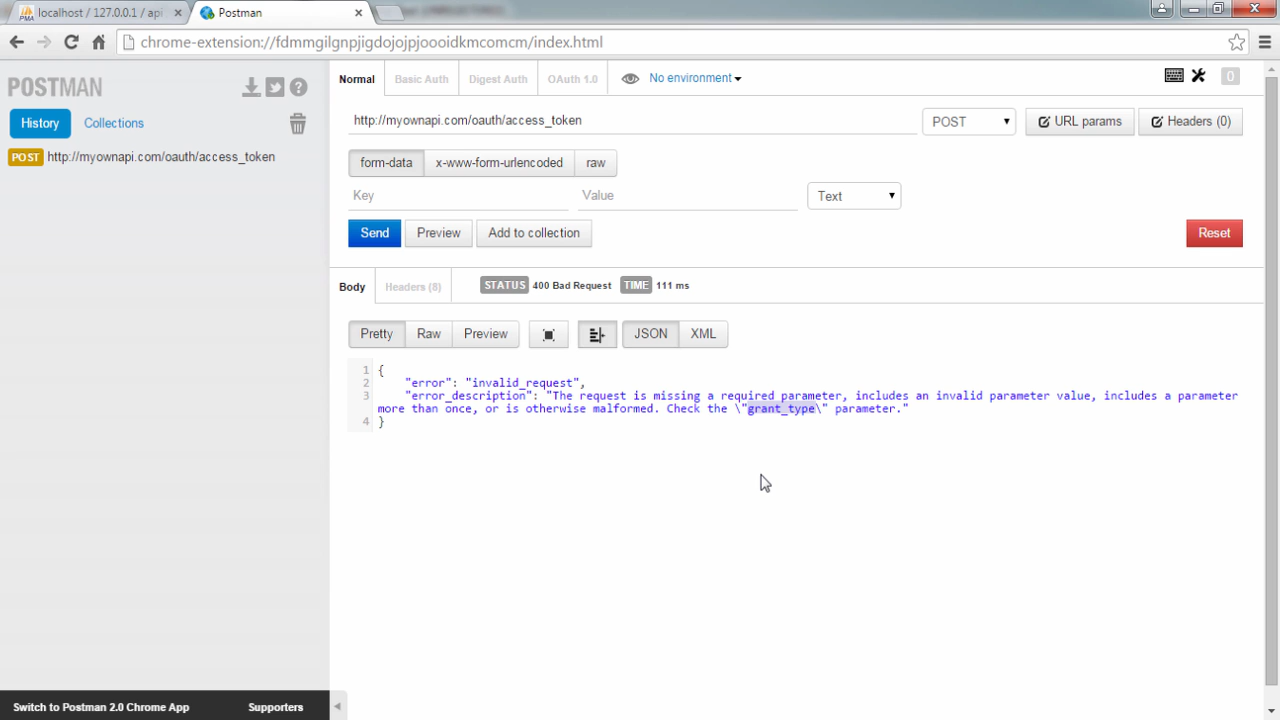 localhost / 127.0.0.1 / api
Postman
chrome-extension://fdmmgilgnpjigdojojpjoooidkmcomcm/index.html
POSTMAN
History
Collections
POST http://myownapi.com/oauth/access_token
Normal
Basic Auth
Digest Auth
OAuth 1.0
No environment
0
http://myownapi.com/oauth/access_token
POST
URL params
Headers (0)
form-data
x-www-form-urlencoded
raw
Key
Value
Text
Send
Preview
Add to collection
Reset
Body
Headers (8)
STATUS 400 Bad Request
TIME 111 ms
Pretty
Raw
Preview
JSON
XML
1 {
2 "error": "invalid_request",
3 "error_description": "The request is missing a required parameter, includes an invalid parameter value, includes a parameter
more than once, or is otherwise malformed. Check the \"grant_type\" parameter."
4 }
Switch to Postman 2.0 Chrome App
Supporters